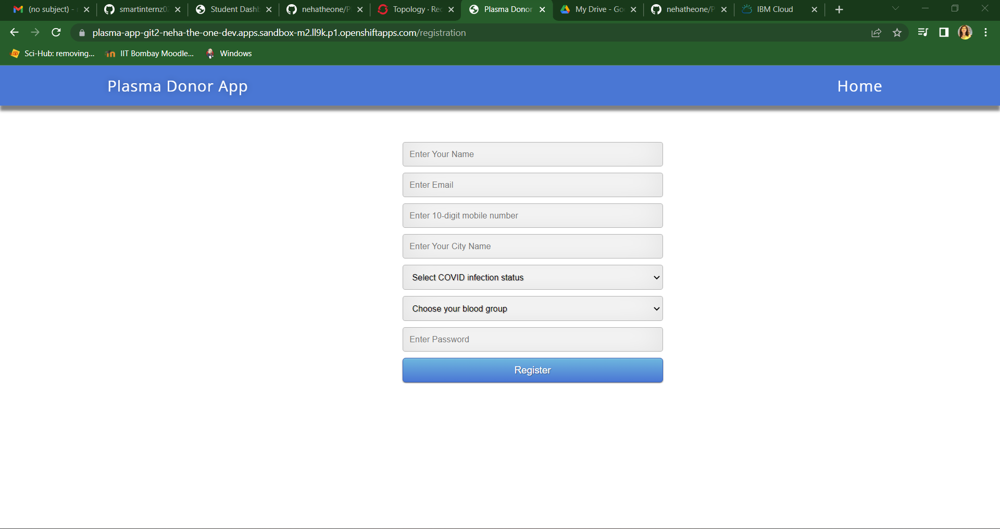 (no subject) -
smartinternz02
Student Dashb
nehatheone/P
Topology · Red
Plasma Donor
My Drive - Go
nehatheone/P
IBM Cloud
plasma-app-git2-neha-the-one-dev.apps.sandbox-m2.ll9k.p1.openshiftapps.com/registration
Sci-Hub: removing... IIT Bombay Moodle... Windows
Plasma Donor App Home
Enter Your Name
Enter Email
Enter 10-digit mobile number
Enter Your City Name
Select COVID infection status
Choose your blood group
Enter Password
Register